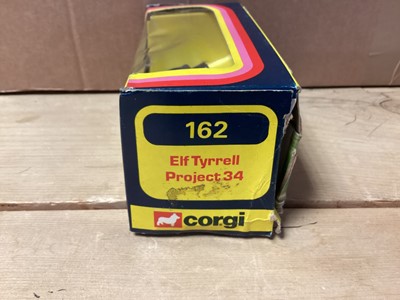 162
Elf Tyrrell
Project 34
corgi